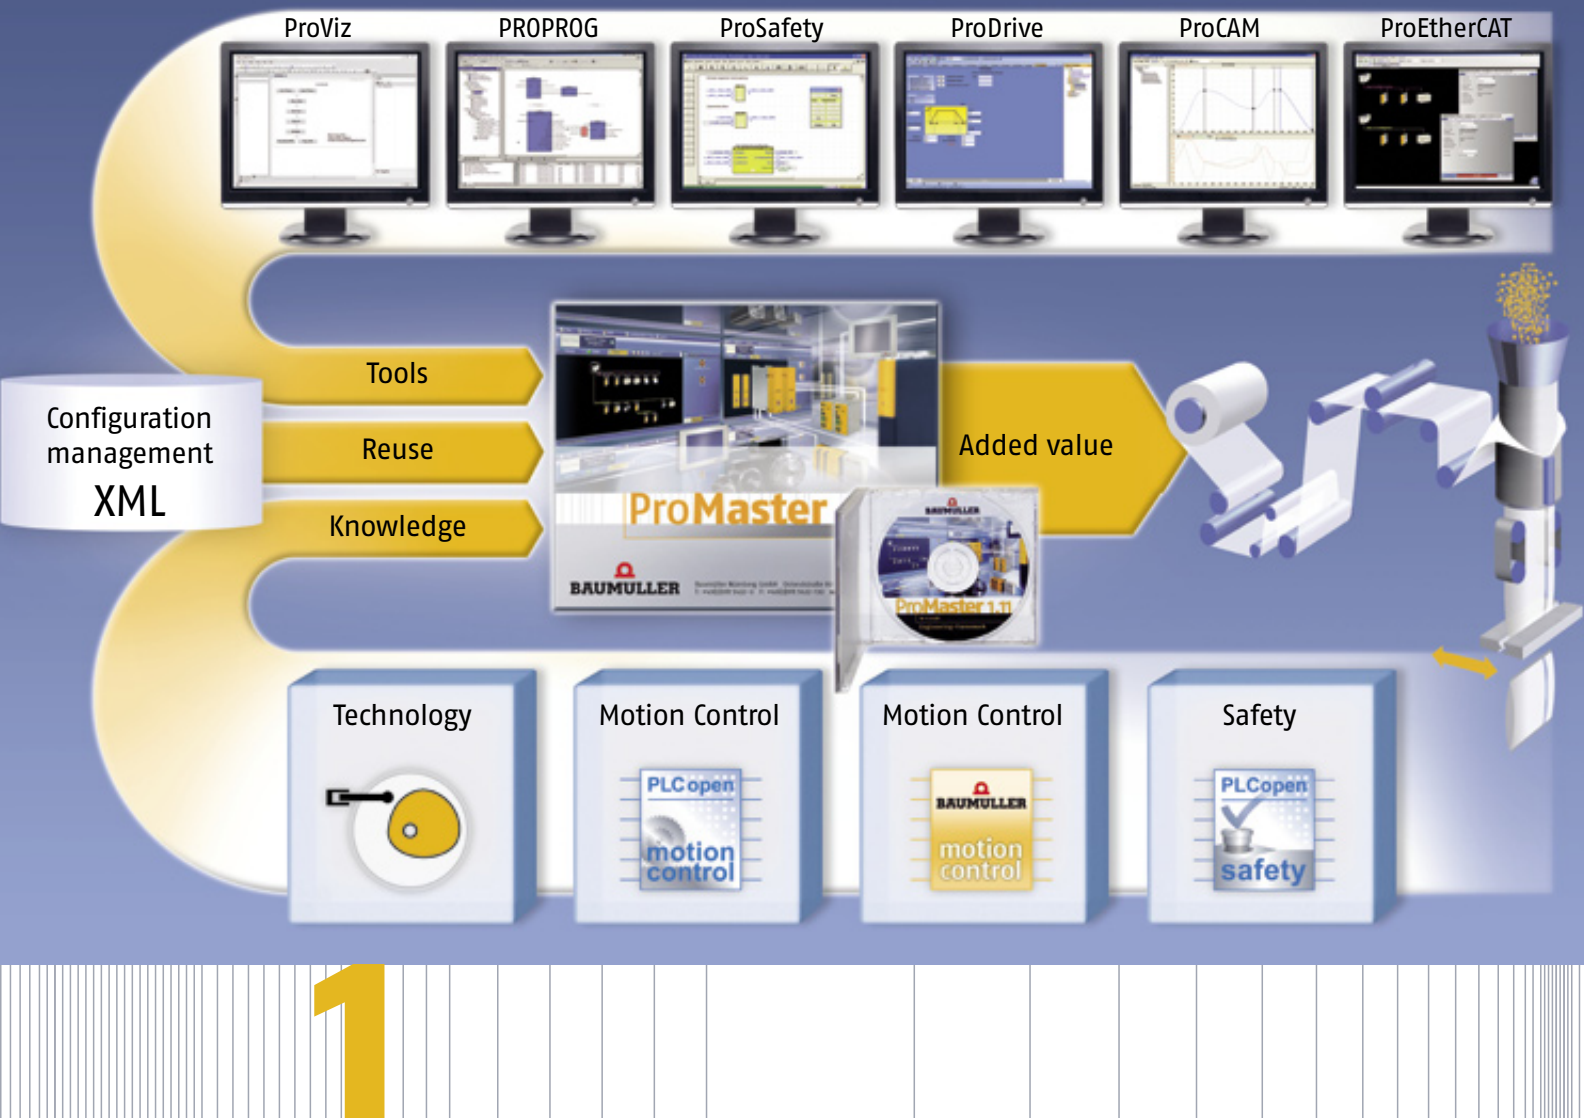 ProViz
PROPROG
ProSafety
ProDrive
ProCAM
ProEtherCAT
Tools
Configuration
management
XML
Reuse
Knowledge
Added value
ProMaster
BAUMULLER
BAUMULLER
ProMaster 1.11
Technology
Motion Control
PLCopen
motion
control
Motion Control
BAUMULLER
motion
control
Safety
PLCopen
safety
1